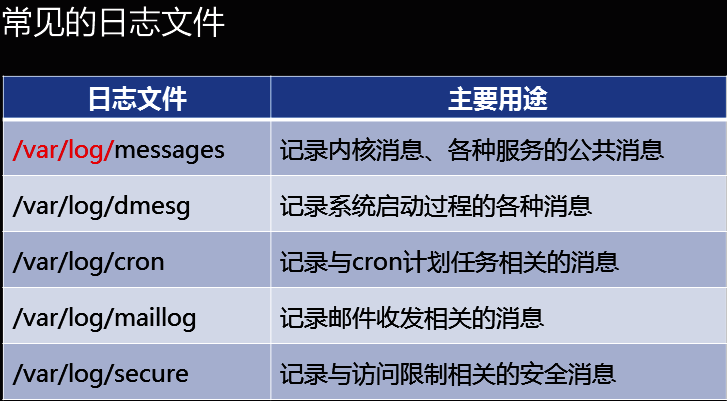 常见的日志文件
日志文件 主要用途
/var/log/messages 记录内核消息、各种服务的公共消息
/var/log/dmesg 记录系统启动过程的各种消息
/var/log/cron 记录与cron计划任务相关的消息
/var/log/maillog 记录邮件收发相关的消息
/var/log/secure 记录与访问限制相关的安全消息